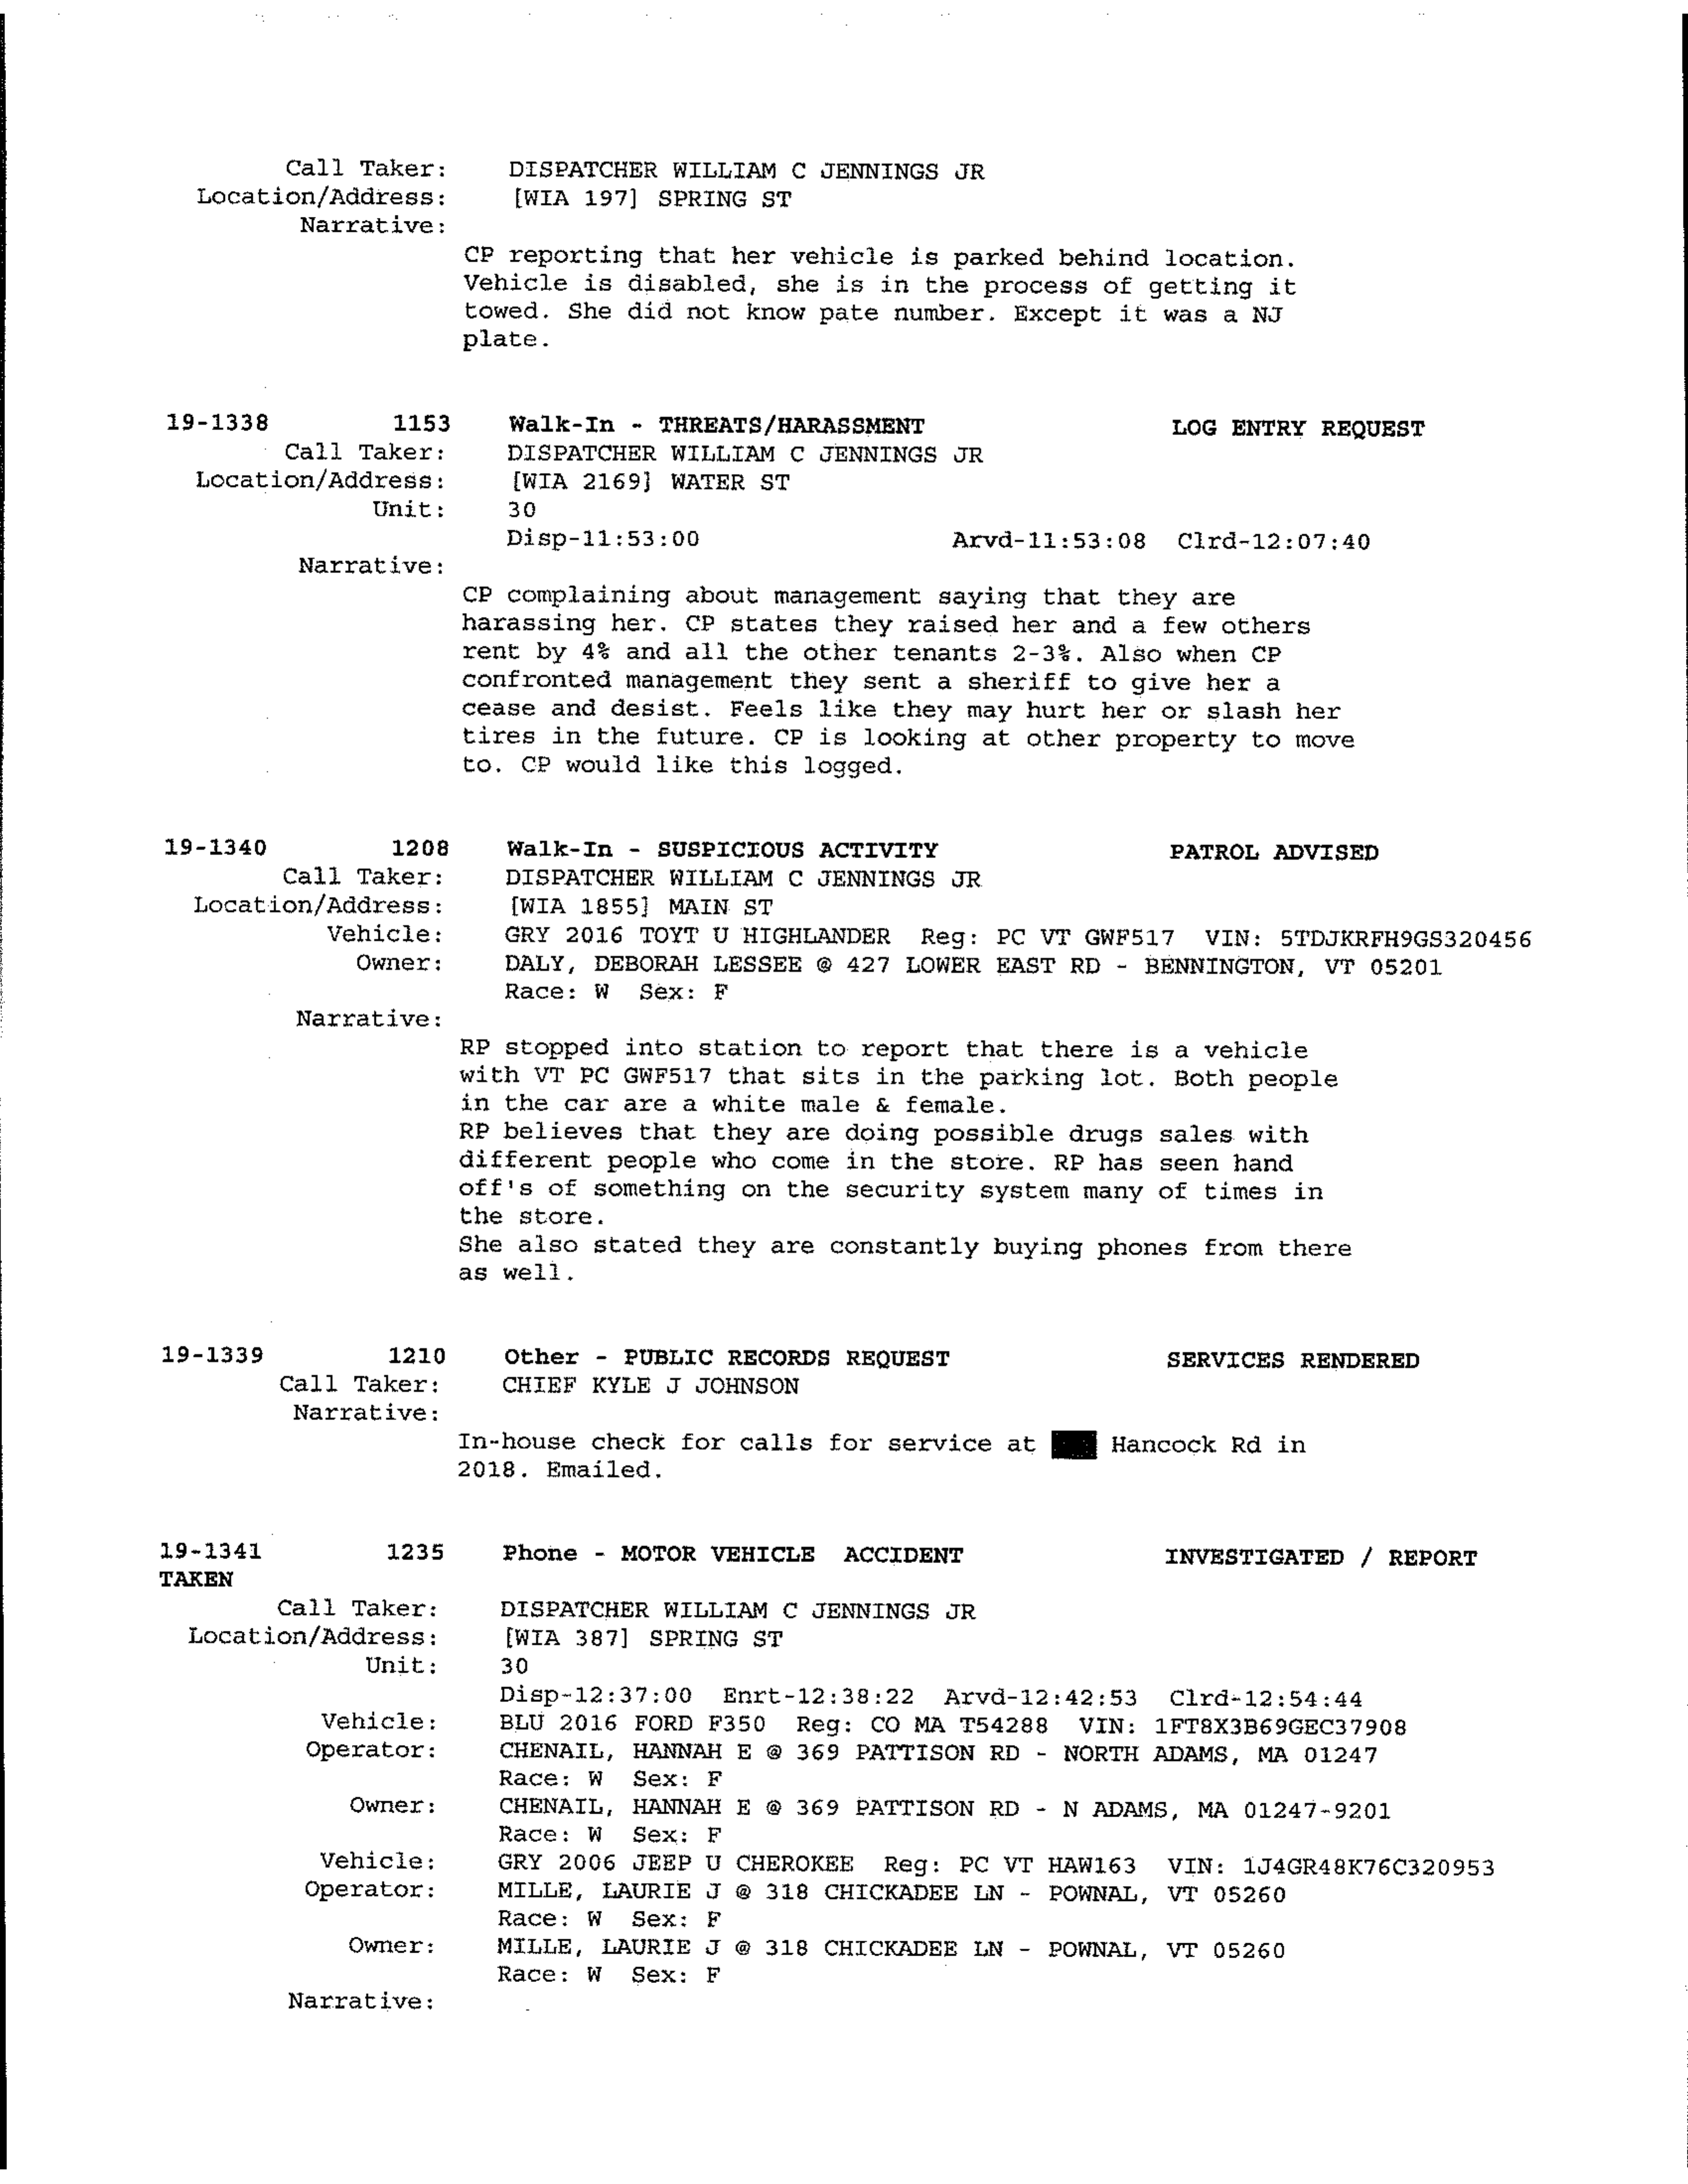 Call Taker: DISPATCHER WILLIAM C JENNINGS JR
Location/Address: [WIA 197] SPRING ST
Narrative:
CP reporting that her vehicle is parked behind location.
Vehicle is disabled, she is in the process of getting it
towed. She did not know pate number. Except it was a NJ
plate.
19-1338 1153 Walk-In - THREATS/HARASSMENT LOG ENTRY REQUEST
Call Taker: DISPATCHER WILLIAM C JENNINGS JR
Location/Address: [WIA 2169] WATER ST
Unit: 30
Disp-11:53:00 Arvd-11:53:08 Clrd-12:07:40
Narrative:
CP complaining about management saying that they are
harassing her. CP states they raised her and a few others
rent by 4% and all the other tenants 2-3%. Also when CP
confronted management they sent a sheriff to give her a
cease and desist. Feels like they may hurt her or slash her
tires in the future. CP is looking at other property to move
to. CP would like this logged.
19-1340 1208 Walk-In - SUSPICIOUS ACTIVITY PATROL ADVISED
Call Taker: DISPATCHER WILLIAM C JENNINGS JR
Location/Address: [WIA 1855] MAIN ST
Vehicle: GRY 2016 TOYT U HIGHLANDER Reg: PC VT GWF517 VIN: 5TDJKRFH9GS320456
Owner: DALY, DEBORAH LESSEE @ 427 LOWER EAST RD - BENNINGTON, VT 05201
Race: W Sex: F
Narrative:
RP stopped into station to report that there is a vehicle
with VT PC GWF517 that sits in the parking lot. Both people
in the car are a white male & female.
RP believes that they are doing possible drugs sales with
different people who come in the store. RP has seen hand
off's of something on the security system many of times in
the store.
She also stated they are constantly buying phones from there
as well.
19-1339 1210 Other - PUBLIC RECORDS REQUEST SERVICES RENDERED
Call Taker: CHIEF KYLE J JOHNSON
Narrative:
In-house check for calls for service at Hancock Rd in
2018. Emailed.
19-1341 1235 Phone - MOTOR VEHICLE ACCIDENT INVESTIGATED / REPORT
TAKEN
Call Taker: DISPATCHER WILLIAM C JENNINGS JR
Location/Address: [WIA 387] SPRING ST
Unit: 30
Disp-12:37:00 Enrt-12:38:22 Arvd-12:42:53 Clrd-12:54:44
Vehicle: BLU 2016 FORD F350 Reg: CO MA T54288 VIN: 1FT8X3B69GEC37908
Operator: CHENAIL, HANNAH E @ 369 PATTISON RD - NORTH ADAMS, MA 01247
Race: W Sex: F
Owner: CHENAIL, HANNAH E @ 369 PATTISON RD - N ADAMS, MA 01247-9201
Race: W Sex: F
Vehicle: GRY 2006 JEEP U CHEROKEE Reg: PC VT HAW163 VIN: 1J4GR48K76C320953
Operator: MILLE, LAURIE J @ 318 CHICKADEE LN - POWNAL, VT 05260
Race: W Sex: F
Owner: MILLE, LAURIE J @ 318 CHICKADEE LN - POWNAL, VT 05260
Race: W Sex: F
Narrative: